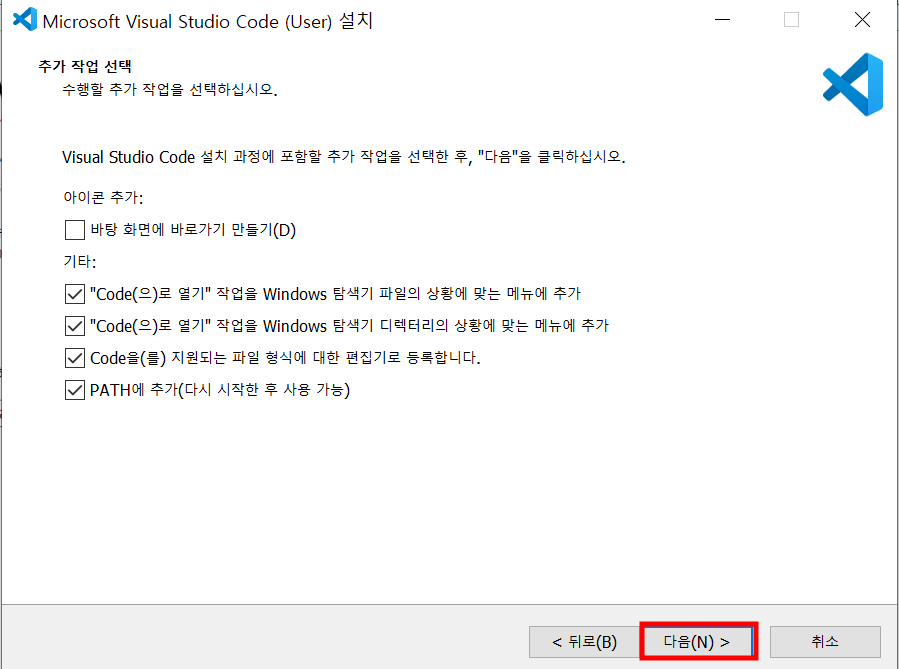 Microsoft Visual Studio Code (User) 설치
추가 작업 선택
수행할 추가 작업을 선택하십시오.
Visual Studio Code 설치 과정에 포함할 추가 작업을 선택한 후, "다음"을 클릭하십시오.
아이콘 추가:
바탕 화면에 바로가기 만들기(D)
기타:
"Code(으)로 열기" 작업을 Windows 탐색기 파일의 상황에 맞는 메뉴에 추가
"Code(으)로 열기" 작업을 Windows 탐색기 디렉터리의 상황에 맞는 메뉴에 추가
Code을(를) 지원되는 파일 형식에 대한 편집기로 등록합니다.
PATH에 추가(다시 시작한 후 사용 가능)
< 뒤로(B) 다음(N) > 취소